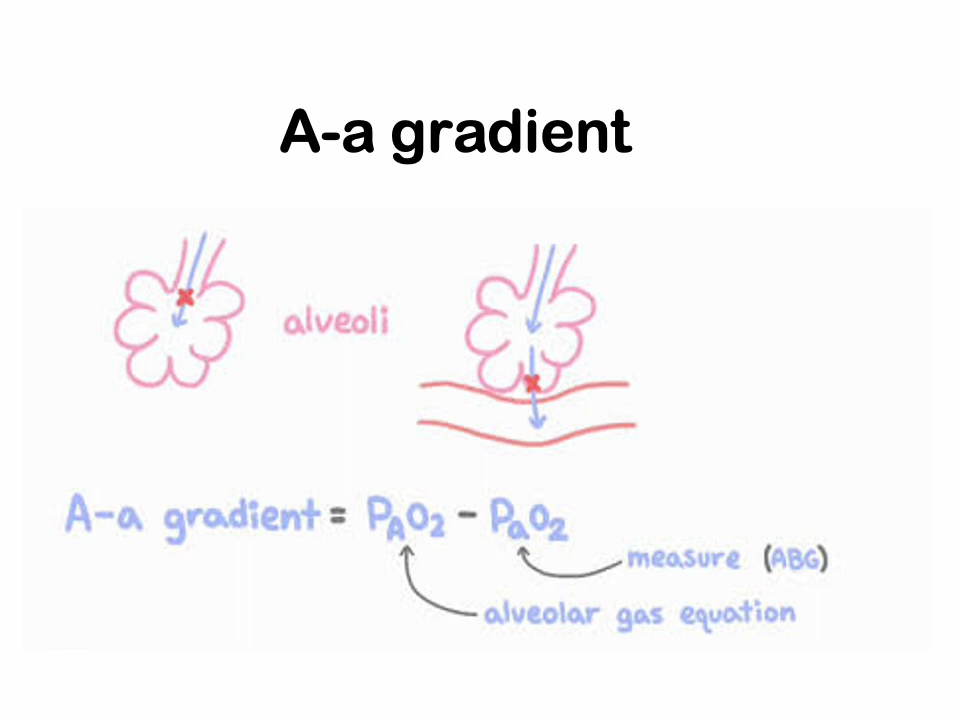 A-a gradient
alveoli
A-a gradient = PAO2 - PaO2
measure (ABG)
alveolar gas equation